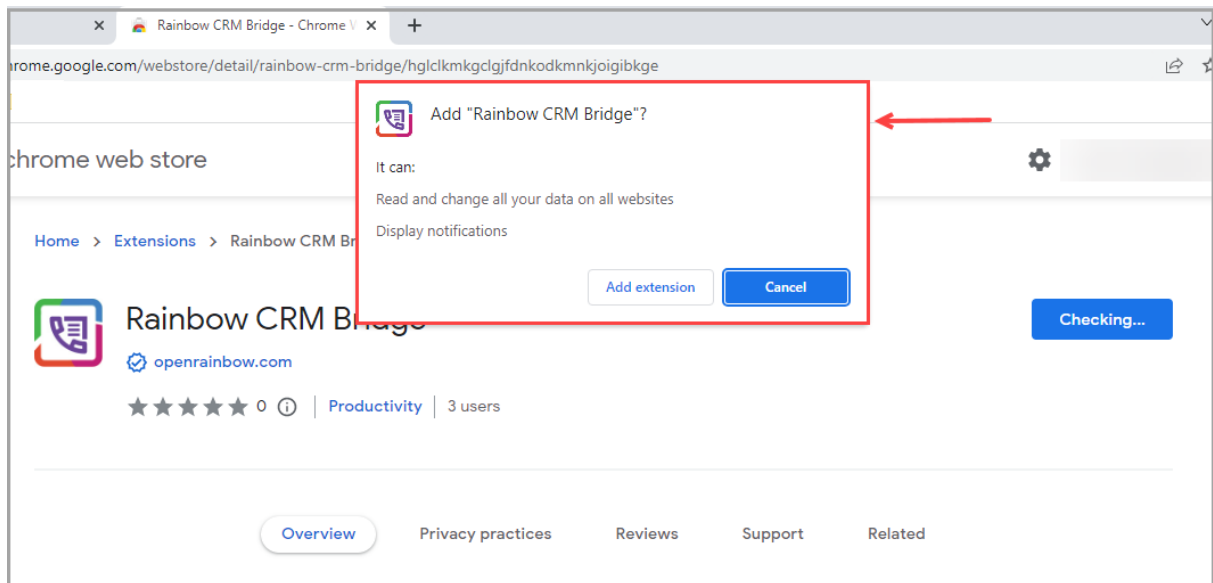 Rainbow CRM Bridge - Chrome W
rome.google.com/webstore/detail/rainbow-crm-bridge/hglclkmkgclgjfdnkodkmnkjoigibkge
Add "Rainbow CRM Bridge"?
chrome web store
It can:
Read and change all your data on all websites
Display notifications
Home > Extensions > Rainbow CRM Br
Add extension Cancel
Rainbow CRM Bridge
Checking...
openrainbow.com
0 Productivity 3 users
Overview Privacy practices Reviews Support Related